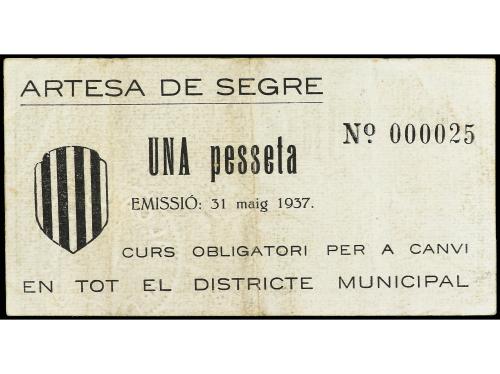 ARTESA DE SEGRE
Nº 000025
UNA pesseta
EMISSIÓ: 31 maig 1937.
CURS OBLIGATORI PER A CANVI
EN TOT EL DISTRICTE MUNICIPAL